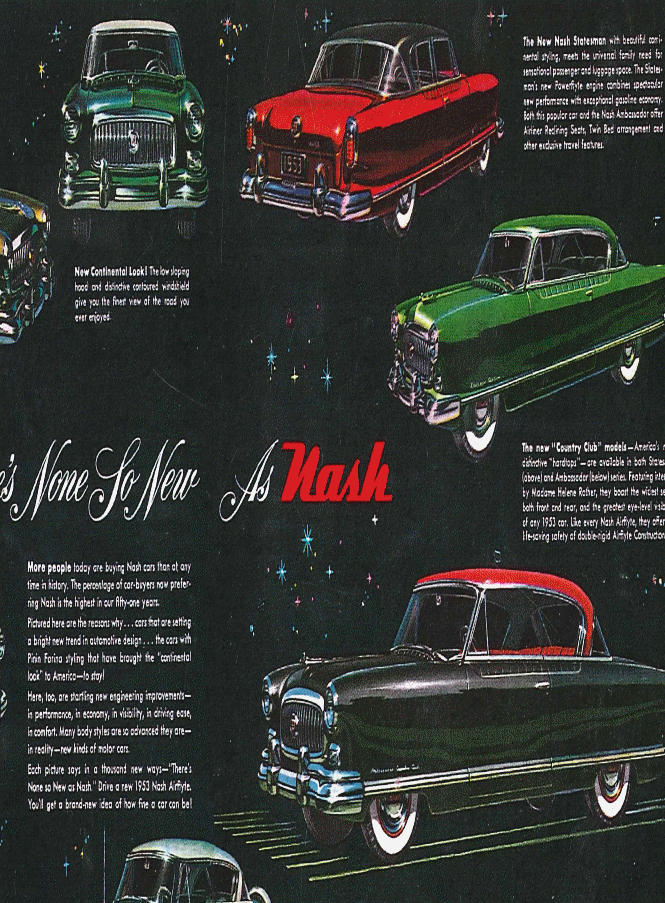 The New Nash Statesman with beautiful conti-
nental styling, meets the universal family need for
sensational passenger and luggage space. The States-
man's new Powerflyte engine combines spectacular
new performance with exceptional gasoline economy.
Both this popular car and the Nash Ambassador offer
Airliner Reclining Seats, Twin Bed arrangement and
other exclusive travel features.
1953
New Continental Look! The low sloping
hood and distinctive contoured windshield
give you the finest view of the road you
ever enjoyed.
e's None So New As Nash
The new "Country Club" models—America's
distinctive "hardtops"—are available in both States
(above) and Ambassador (below) series. Featuring inte
by Madame Helene Rother, they boast the widest se
both front and rear, and the greatest eye-level visib
of any 1953 car. Like every Nash Airflyte, they offer
life-saving safety of double-rigid Airflyte Construction
More people today are buying Nash cars than at any
time in history. The percentage of car-buyers now prefer-
ring Nash is the highest in our fifty-one years.
Pictured here are the reasons why . . . cars that are setting
a bright new trend in automotive design . . . the cars with
Pinin Farina styling that have brought the "continental
look" to America—to stay!
Here, too, are startling new engineering improvements—
in performance, in economy, in visibility, in driving ease,
in comfort. Many body styles are so advanced they are—
in reality—new kinds of motor cars.
Each picture says in a thousand new ways—"There's
None so New as Nash." Drive a new 1953 Nash Airflyte.
You'll get a brand-new idea of how fine a car can be!